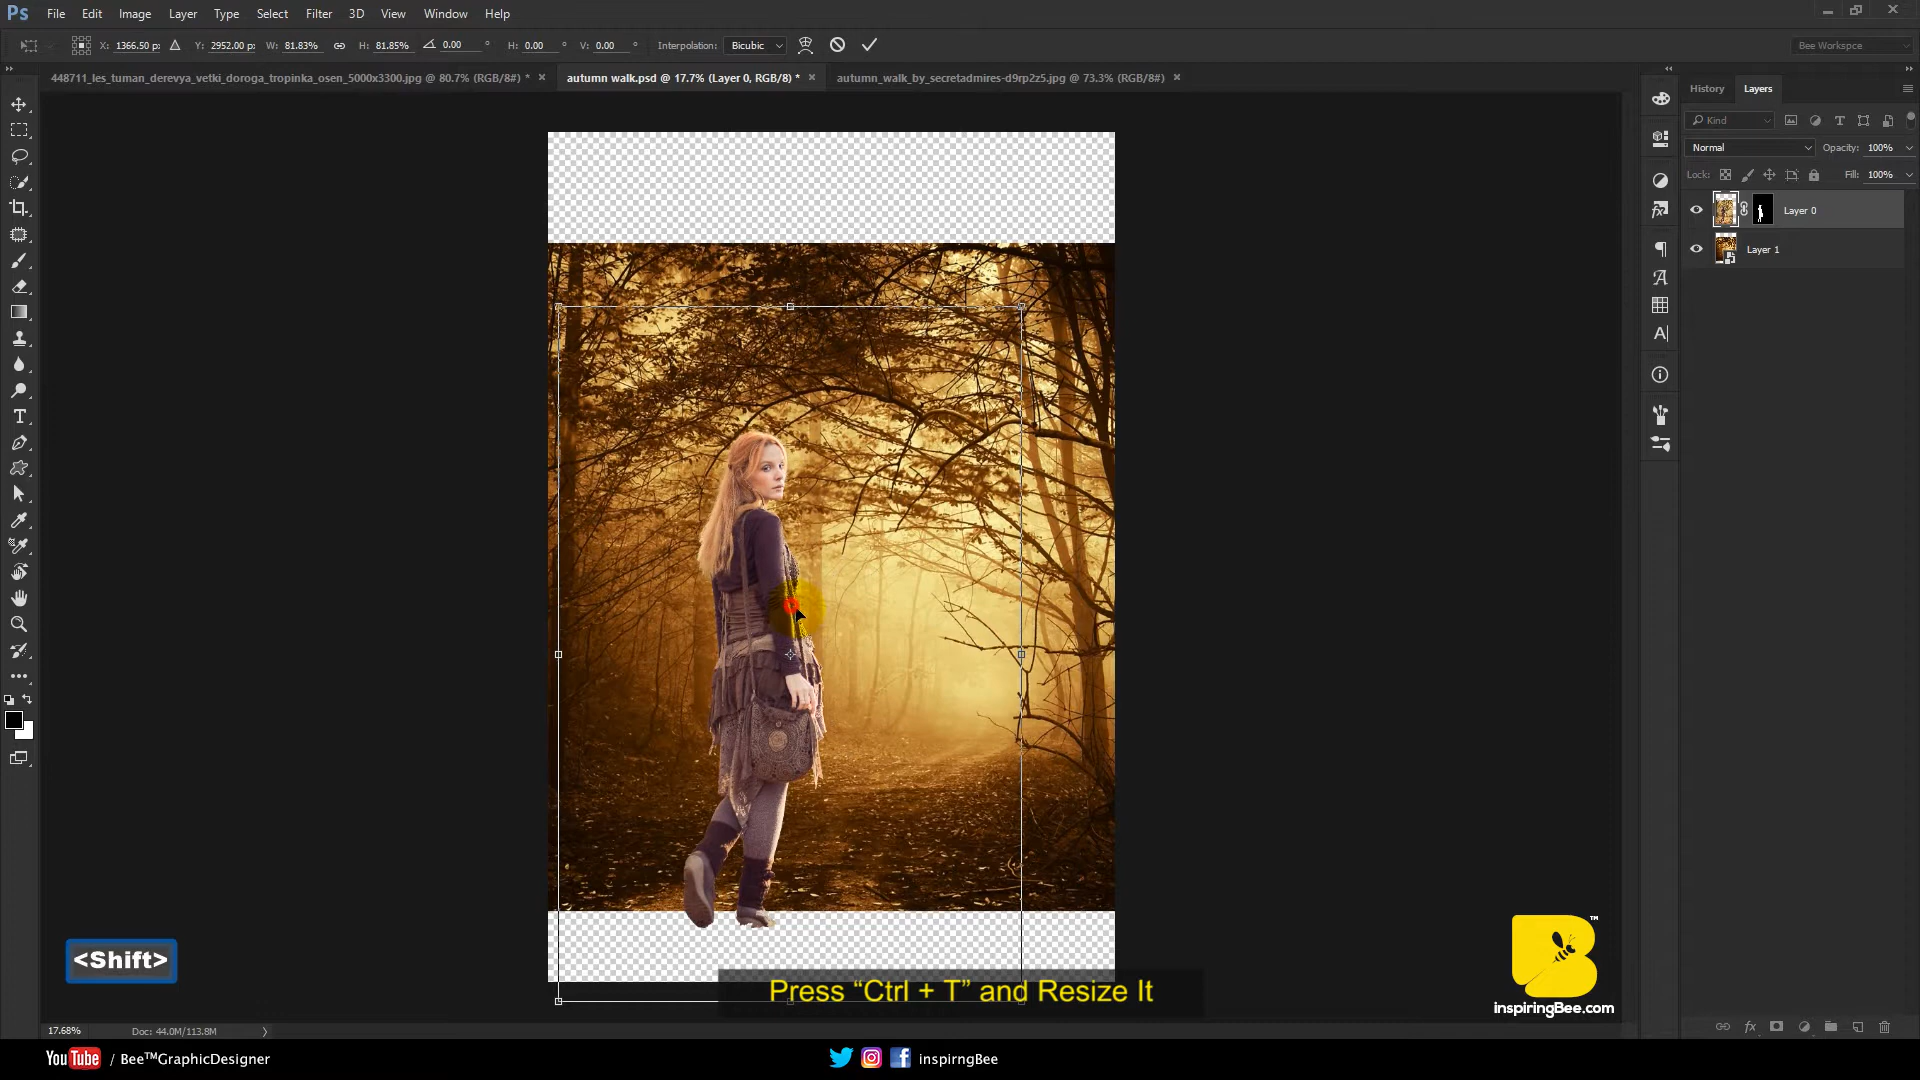 Ps File Edit Image Layer Type Select Filter 3D View Window Help
X: 1366.50 px Y: 2952.00 px W: 81.83% H: 81.85% 0.00 ° H: 0.00 ° V: 0.00 ° Interpolation: Bicubic Bee Workspce
448711_les_tuman_derevya_vetki_doroga_tropinka_osen_5000x3300.jpg @ 80.7% (RGB/8#) * × autumn walk.psd @ 17.7% (Layer 0, RGB/8) * × autumn_walk_by_secretadmires-d9rp2z5.jpg @ 73.3% (RGB/8#) ×
History Layers
Kind
Normal Opacity: 100%
Lock: Fill: 100%
Layer 0
Layer 1
<Shift>
Press “Ctrl + T” and Resize It
B™
inspiringBee.com
17.68% Doc: 44.0M/113.8M
YouTube / Bee™GraphicDesigner inspirngBee